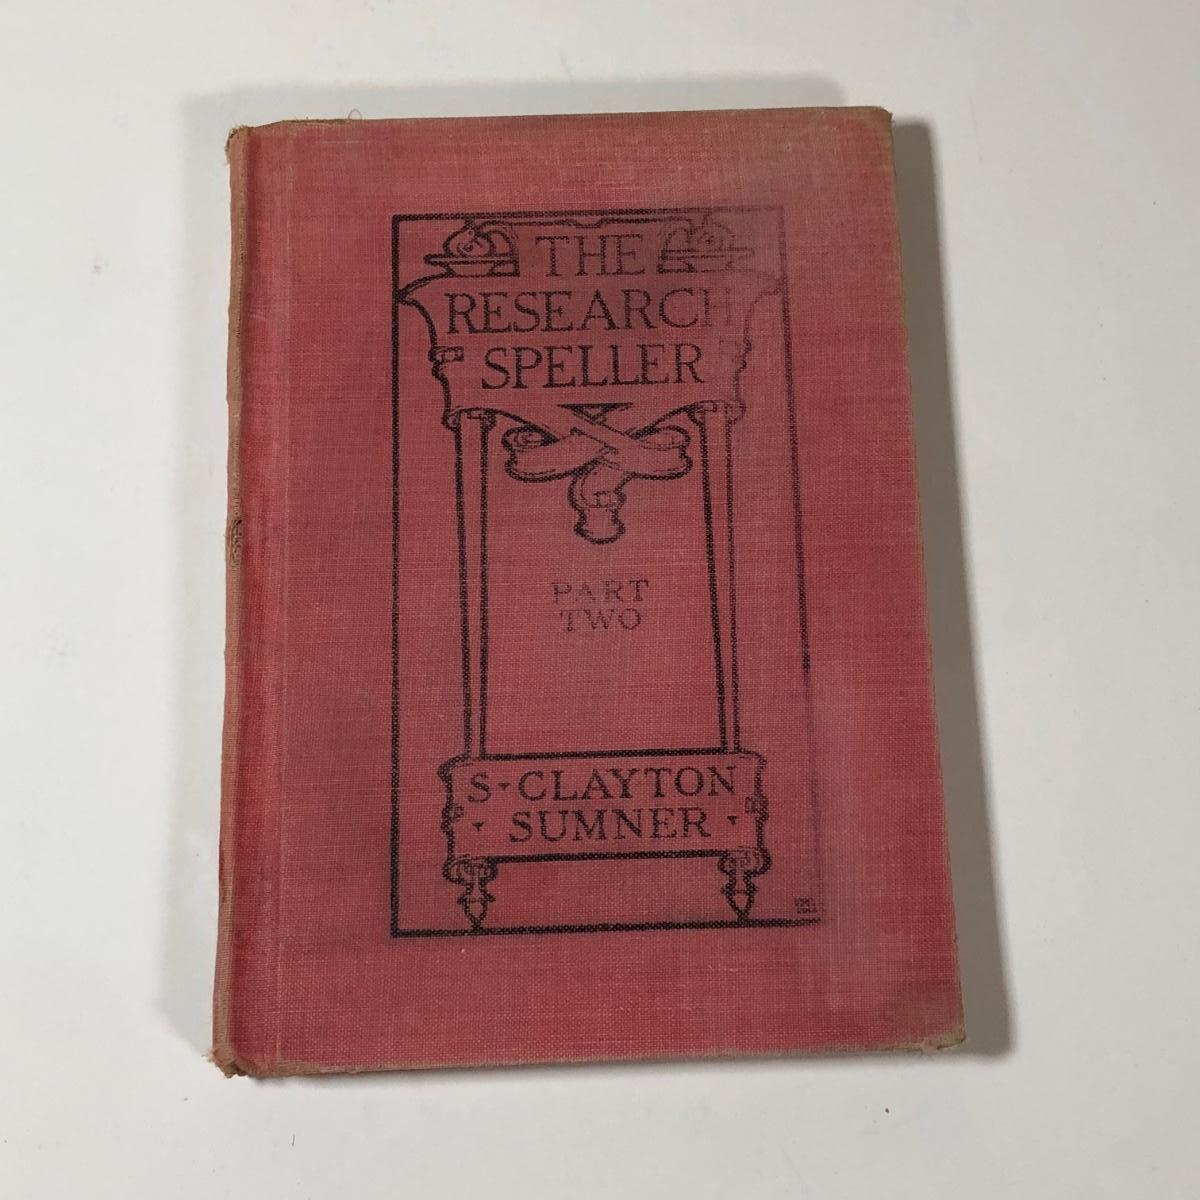 THE
RESEARCH
SPELLER
PART
TWO
S▾CLAYTON
▾ SUMNER ▾